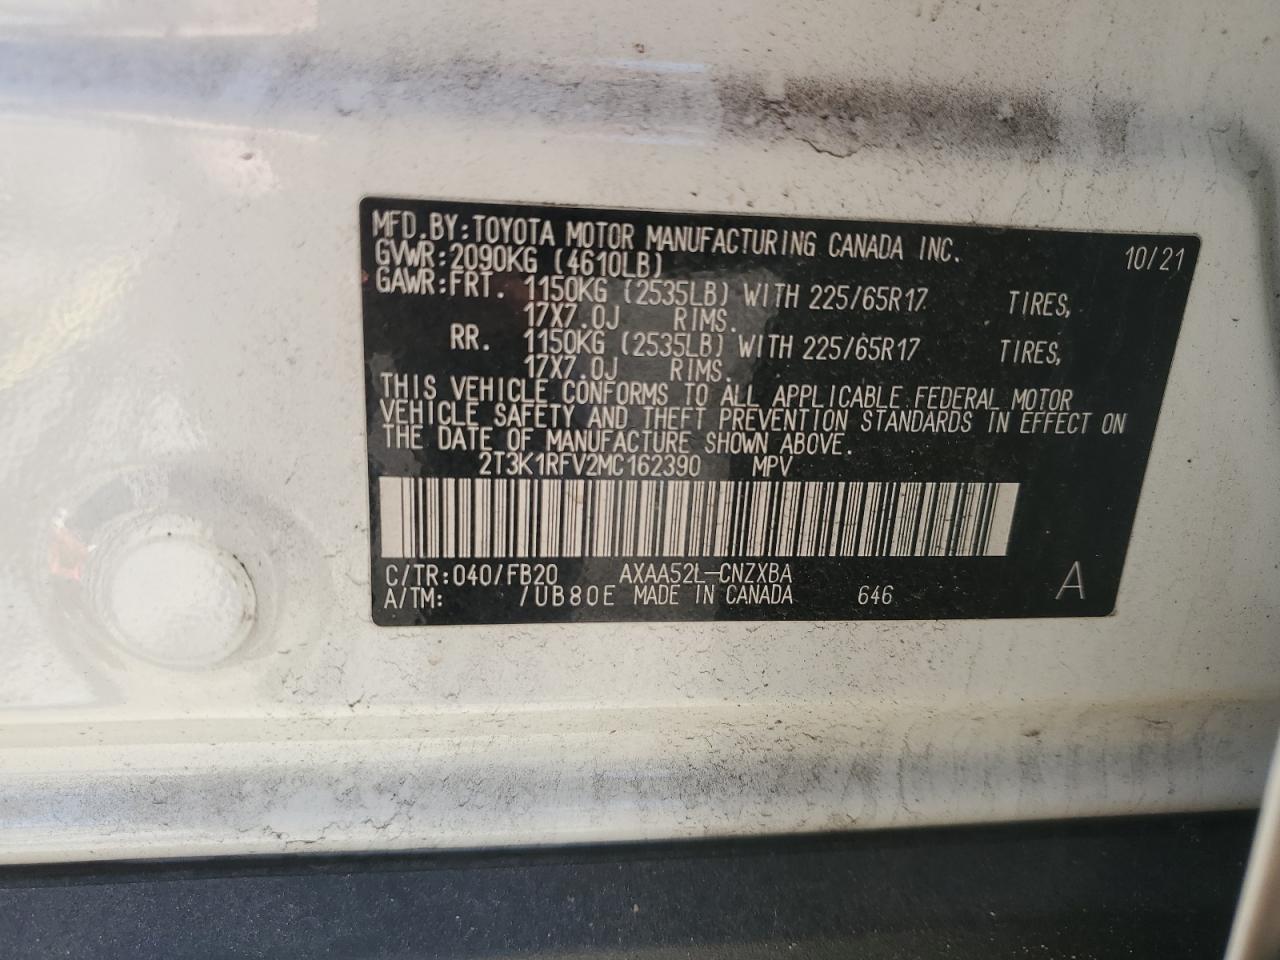 MFD.BY:TOYOTA MOTOR MANUFACTURING CANADA INC. 10/21
GVWR:2090KG (4610LB)
GAWR:FRT. 1150KG (2535LB) WITH 225/65R17 TIRES,
17X7.0J RIMS.
RR. 1150KG (2535LB) WITH 225/65R17 TIRES,
17X7.0J RIMS.
THIS VEHICLE CONFORMS TO ALL APPLICABLE FEDERAL MOTOR
VEHICLE SAFETY AND THEFT PREVENTION STANDARDS IN EFFECT ON
THE DATE OF MANUFACTURE SHOWN ABOVE.
2T3K1RFV2MC162390 MPV
C/TR:040/FB20 AXAA52L-CNZXBA A
A/TM: /UB80E MADE IN CANADA 646